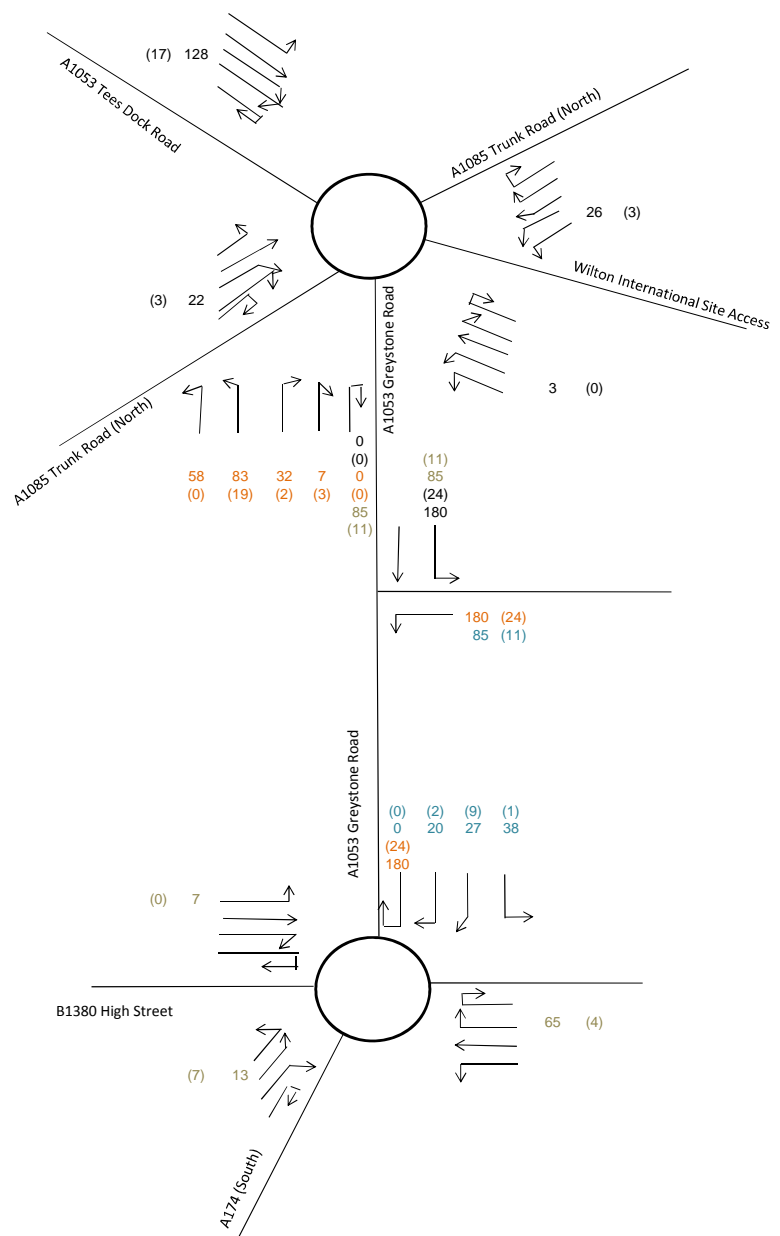 (17) 128
A1053 Tees Dock Road
A1085 Trunk Road (North)
26 (3)
Wilton International Site Access
(3) 22
A1053 Greystone Road
3 (0)
A1085 Trunk Road (North)
0
(0)
58 83 32 7 0
(0) (19) (2) (3) (0)
85
(11)
(11)
85
(24)
180
180 (24)
85 (11)
A1053 Greystone Road
(0) (2) (9) (1)
0 20 27 38
(24)
180
(0) 7
B1380 High Street
65 (4)
(7) 13
A174 (South)